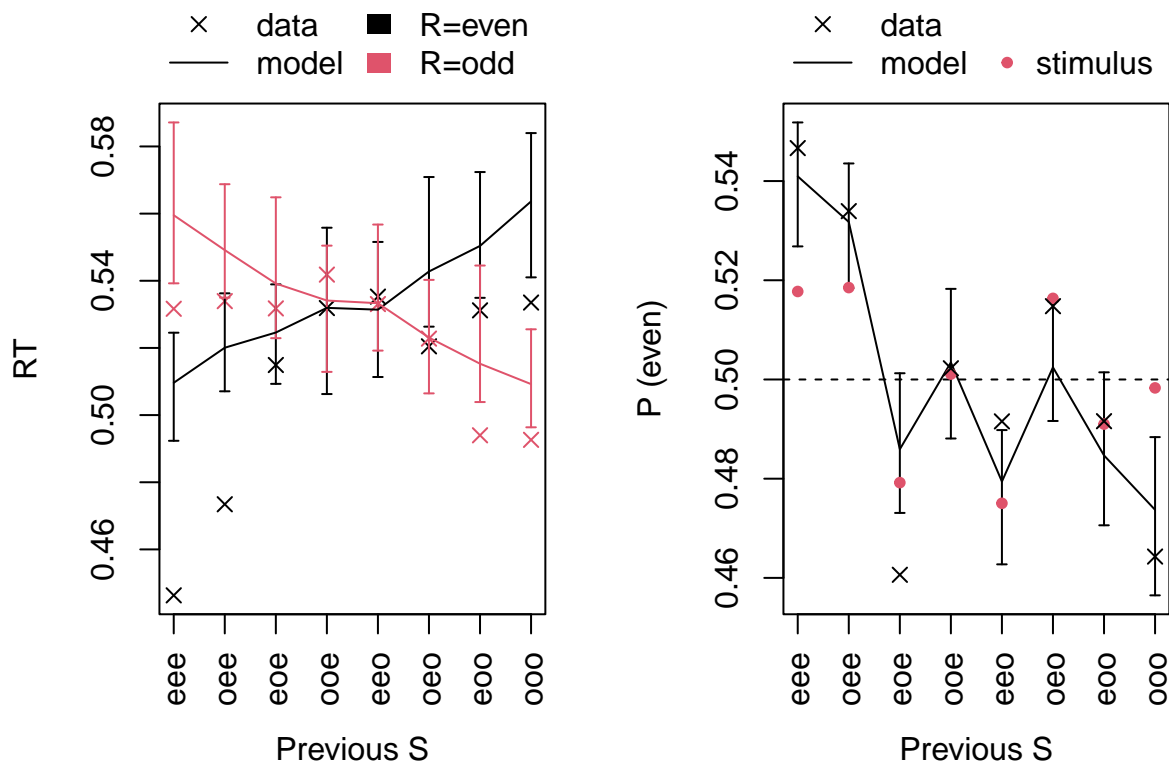 data
model
R=even
R=odd
RT
0.58
0.54
0.50
0.46
eee
oee
eoe
ooe
eeo
oeo
eoo
ooo
Previous S
data
model
stimulus
P (even)
0.54
0.52
0.50
0.48
0.46
eee
oee
eoe
ooe
eeo
oeo
eoo
ooo
Previous S